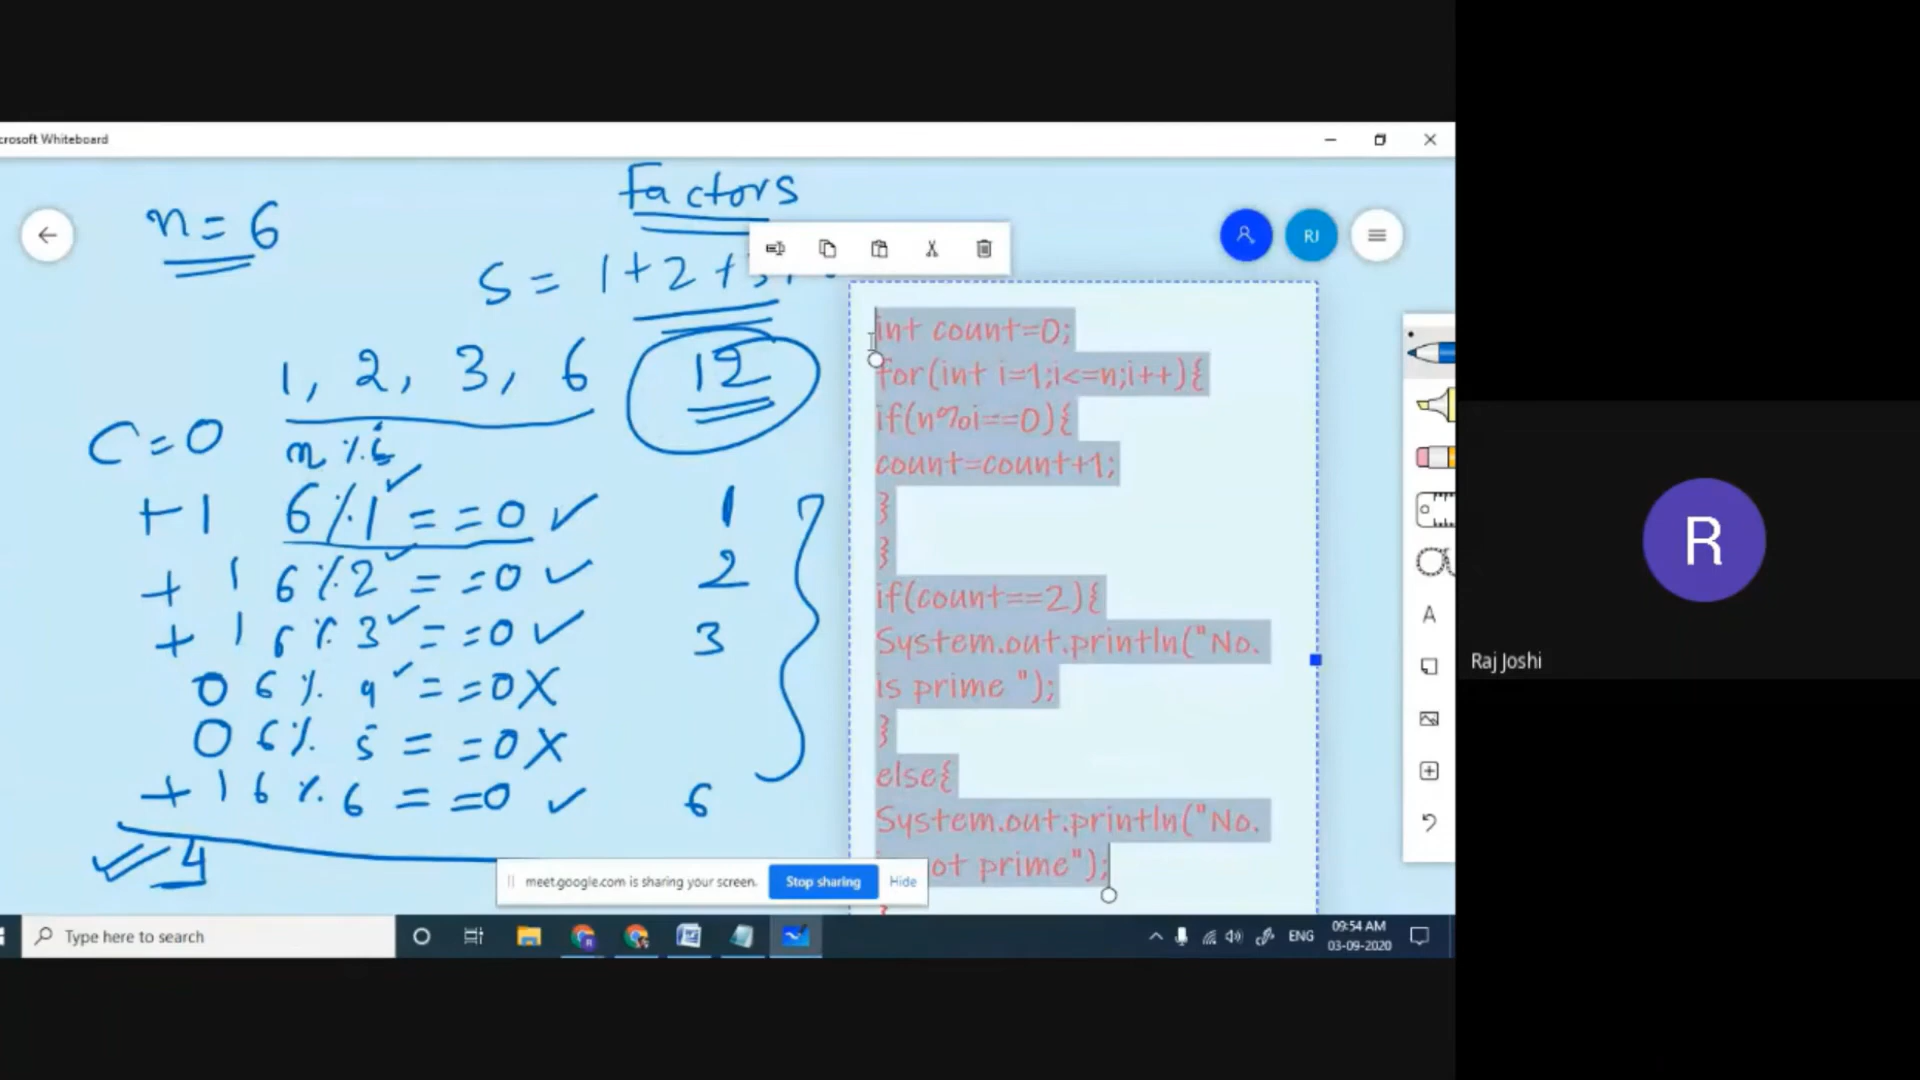 crosoft Whiteboard
n = 6
Factors
S = 1+2+3+
1, 2, 3, 6
12
C=0
n % i
+1 6%1 ==0 ✓ 1
+1 6%2 ==0 ✓ 2
+1 6%3 ==0 ✓ 3
0 6% 4 ==0 X
0 6% 5 ==0 X
+1 6%6 ==0 ✓ 6
✓ 4
RJ
int count=0;
for(int i=1;i<=n;i++){
if(n%i==0){
count=count+1;
}
}
if(count==2){
System.out.println("No.
is prime ");
}
else{
System.out.println("No.
ot prime");
}
A
meet.google.com is sharing your screen.
Stop sharing
Hide
Type here to search
ENG
09:54 AM
03-09-2020
R
Raj Joshi